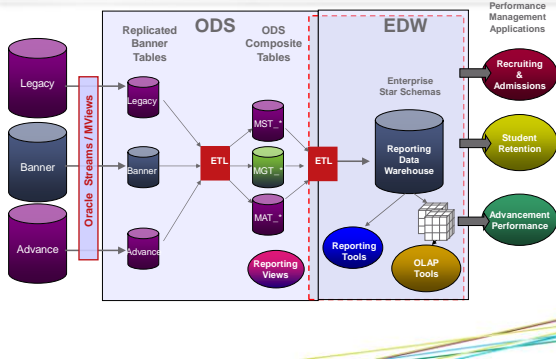 Performance
Management
Applications
ODS
EDW
Replicated
Banner
Tables
ODS
Composite
Tables
Enterprise
Star Schemas
Legacy
Banner
Advance
Oracle Streams / MViews
Legacy
Banner
Advance
ETL
MST_*
MGT_*
MAT_*
Reporting
Views
ETL
Reporting
Data
Warehouse
Reporting
Tools
OLAP
Tools
Recruiting
&
Admissions
Student
Retention
Advancement
Performance